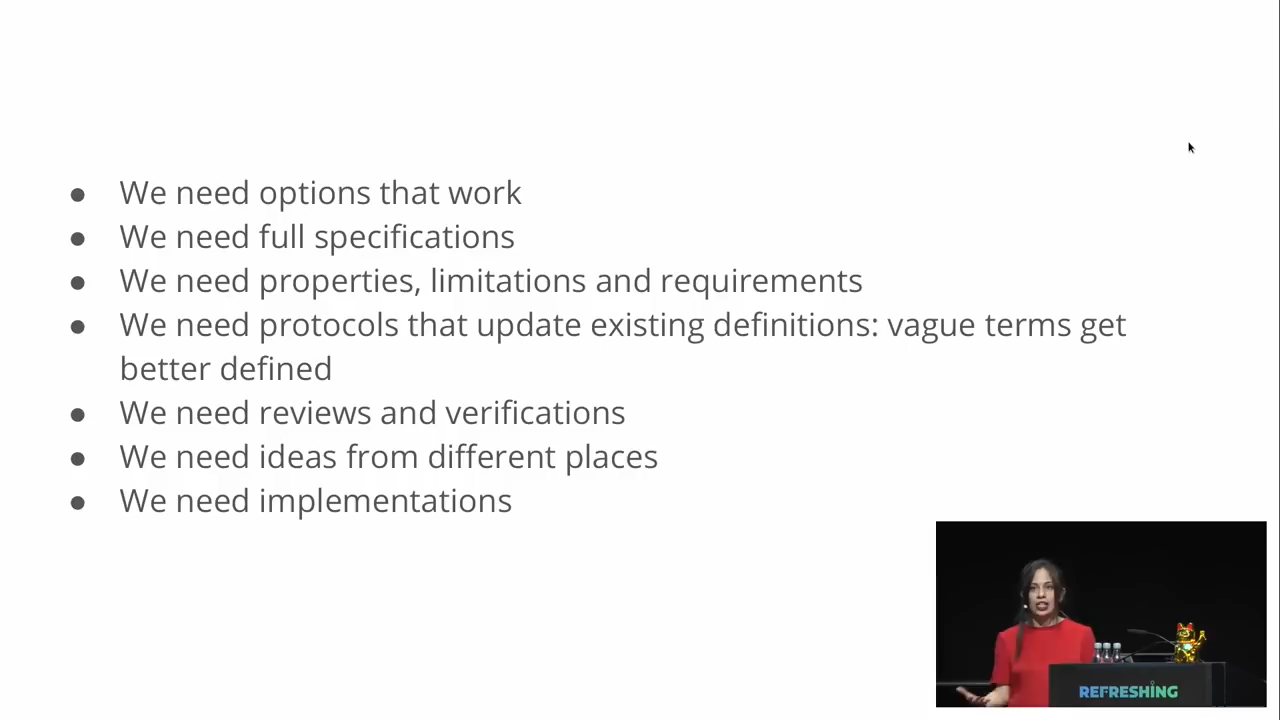 ● We need options that work
● We need full specifications
● We need properties, limitations and requirements
● We need protocols that update existing definitions: vague terms get
better defined
● We need reviews and verifications
● We need ideas from different places
● We need implementations
REFRESHING